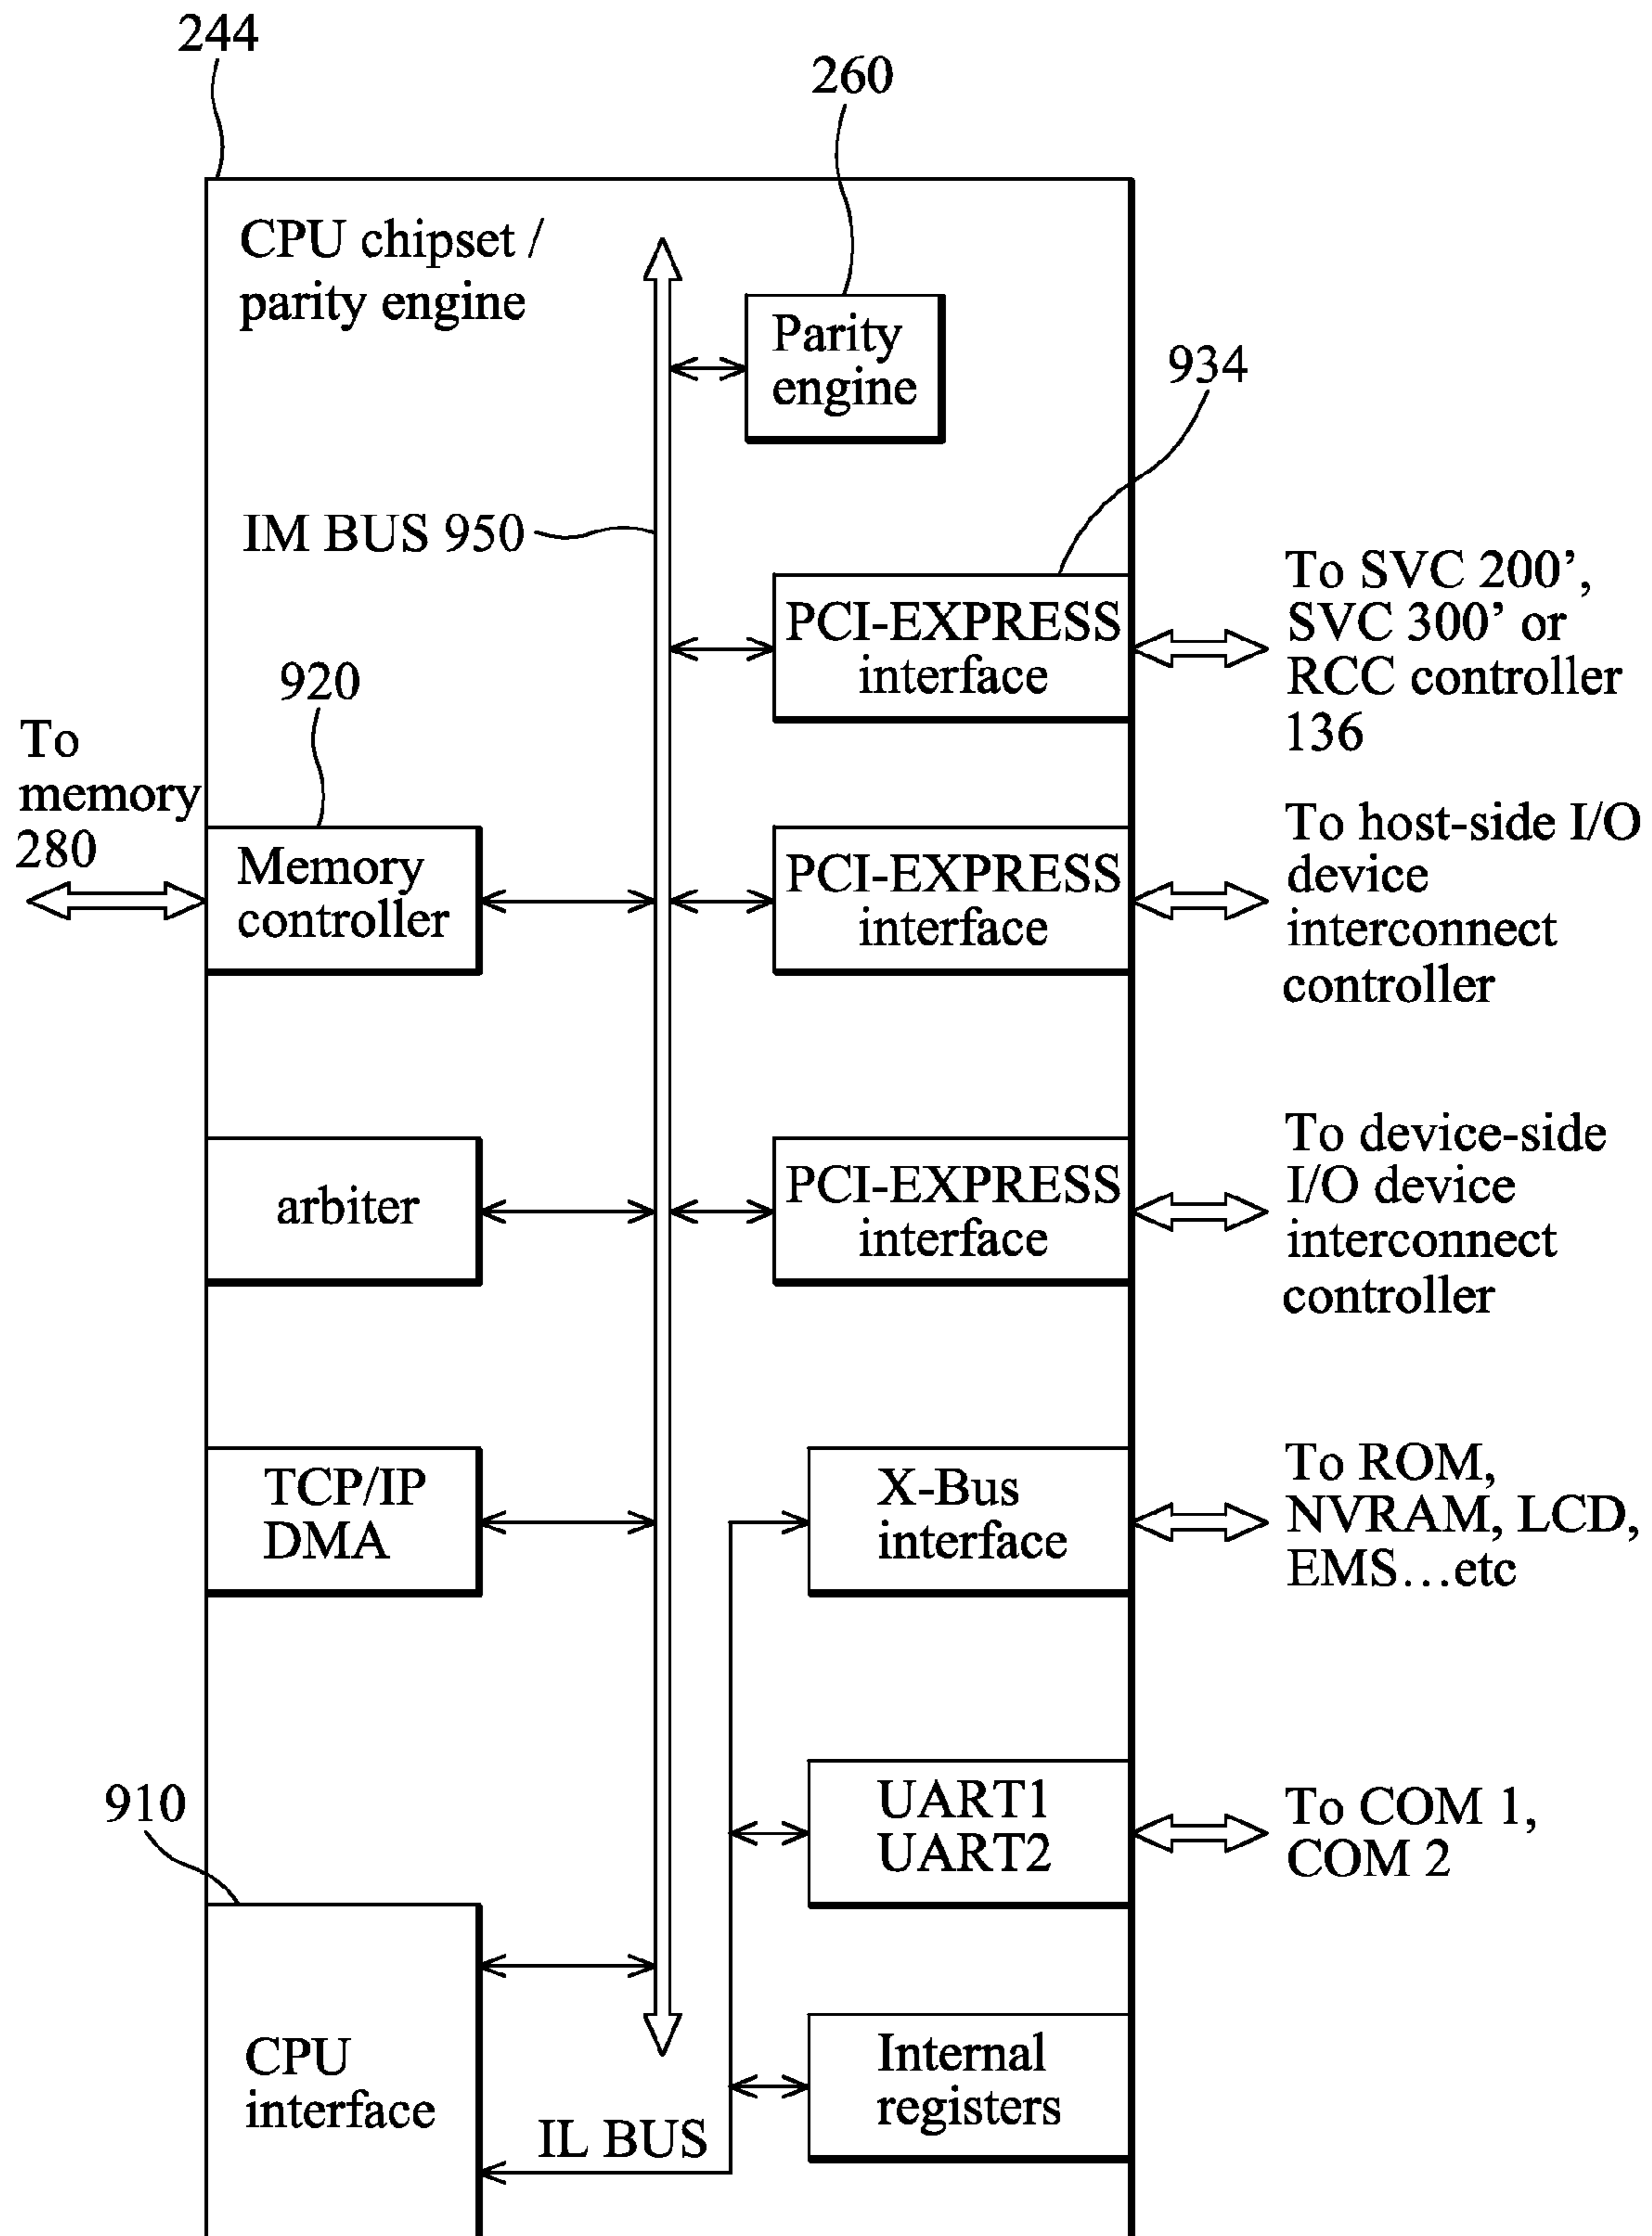 244
260
CPU chipset /
parity engine
Parity
engine
934
IM BUS 950
PCI-EXPRESS
interface
To SVC 200’,
SVC 300’ or
RCC controller
136
920
To
memory
280
Memory
controller
PCI-EXPRESS
interface
To host-side I/O
device
interconnect
controller
arbiter
PCI-EXPRESS
interface
To device-side
I/O device
interconnect
controller
TCP/IP
DMA
X-Bus
interface
To ROM,
NVRAM, LCD,
EMS…etc
910
UART1
UART2
To COM 1,
COM 2
CPU
interface
IL BUS
Internal
registers